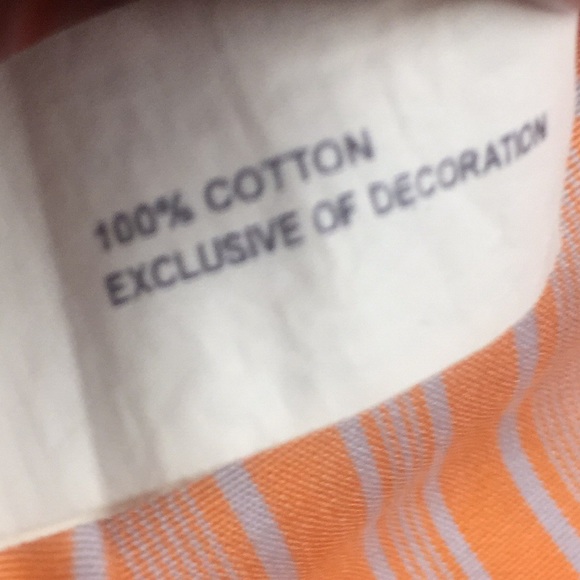 100% COTTON
EXCLUSIVE OF DECORATION